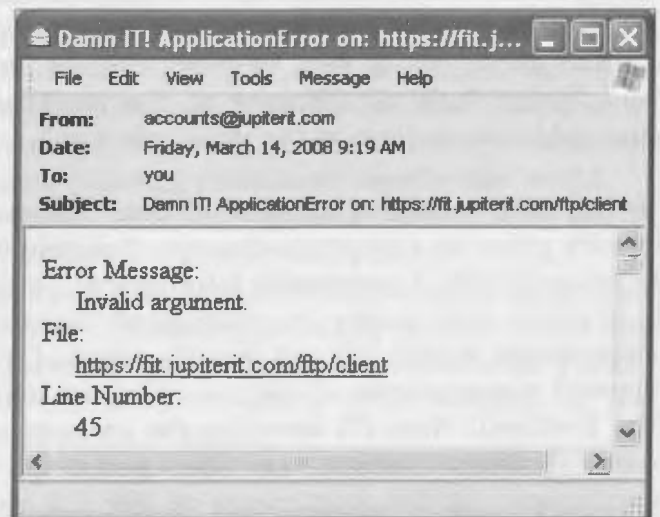 Damn IT! ApplicationError on: https://fit.j...
File Edit View Tools Message Help
From: accounts@jupiterit.com
Date: Friday, March 14, 2008 9:19 AM
To: you
Subject: Damn IT! ApplicationError on: https://fit.jupiterit.com/ftp/client
Error Message:
Invalid argument.
File:
https://fit.jupiterit.com/ftp/client
Line Number:
45